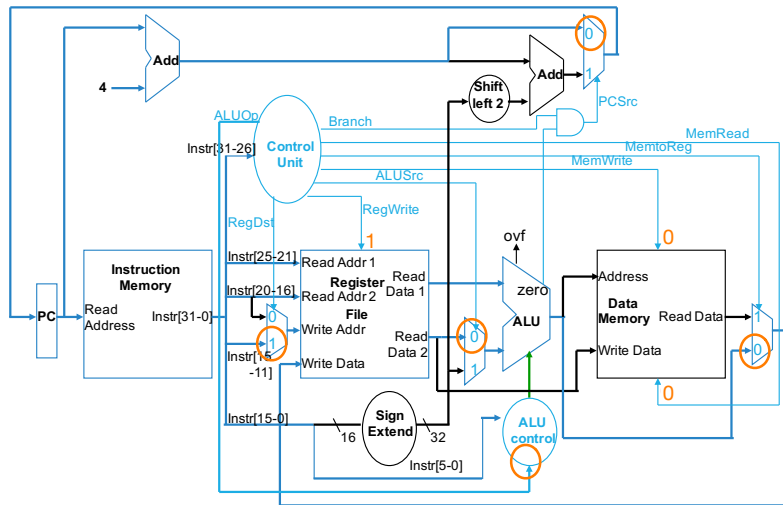 0
Add
Add
4
Shift
left 2
1
PCSrc
ALUOp
Branch
MemRead
Control
Unit
Instr[31-26]
MemtoReg
MemWrite
ALUSrc
RegDst
RegWrite
1
0
ovf
Instruction
Memory
Instr[25-21]
Read Addr 1
Register
File
Read
Data 1
Instr[20-16]
Read Addr 2
zero
ALU
Address
Data
Memory
PC
Read
Address
Instr[31-0]
0
1
Write Addr
Read
Data 2
0
1
Read Data
1
0
Instr[15
-11]
Write Data
Write Data
0
Instr[15-0]
Sign
Extend
16
32
ALU
control
Instr[5-0]